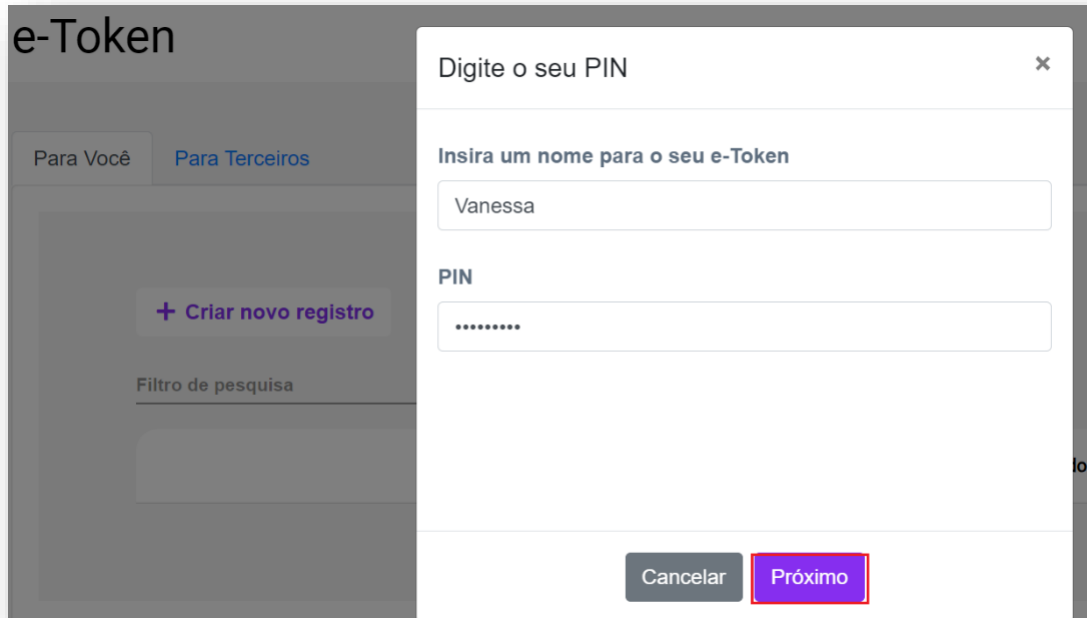 e-Token
Para Você
Para Terceiros
+ Criar novo registro
Filtro de pesquisa
Digite o seu PIN
×
Insira um nome para o seu e-Token
Vanessa
PIN
•••••••••
Cancelar
Próximo